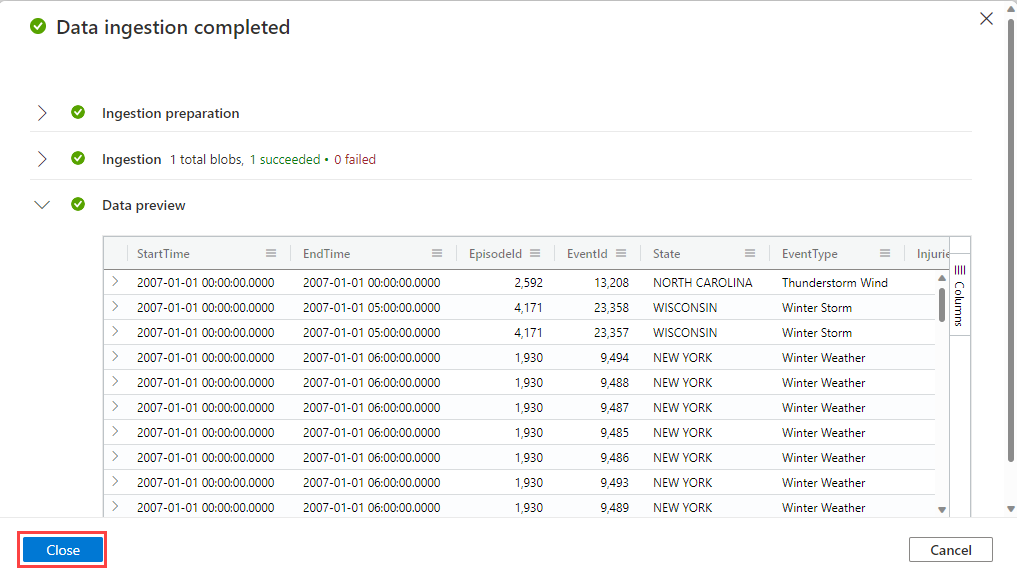 Data ingestion completed
Ingestion preparation
Ingestion 1 total blobs, 1 succeeded • 0 failed
Data preview
StartTime EndTime EpisodeId EventId State EventType Injurie
2007-01-01 00:00:00.0000 2007-01-01 00:00:00.0000 2,592 13,208 NORTH CAROLINA Thunderstorm Wind
2007-01-01 00:00:00.0000 2007-01-01 05:00:00.0000 4,171 23,358 WISCONSIN Winter Storm
2007-01-01 00:00:00.0000 2007-01-01 05:00:00.0000 4,171 23,357 WISCONSIN Winter Storm
2007-01-01 00:00:00.0000 2007-01-01 06:00:00.0000 1,930 9,494 NEW YORK Winter Weather
2007-01-01 00:00:00.0000 2007-01-01 06:00:00.0000 1,930 9,488 NEW YORK Winter Weather
2007-01-01 00:00:00.0000 2007-01-01 06:00:00.0000 1,930 9,487 NEW YORK Winter Weather
2007-01-01 00:00:00.0000 2007-01-01 06:00:00.0000 1,930 9,485 NEW YORK Winter Weather
2007-01-01 00:00:00.0000 2007-01-01 06:00:00.0000 1,930 9,486 NEW YORK Winter Weather
2007-01-01 00:00:00.0000 2007-01-01 06:00:00.0000 1,930 9,493 NEW YORK Winter Weather
2007-01-01 00:00:00.0000 2007-01-01 06:00:00.0000 1,930 9,489 NEW YORK Winter Weather
Columns
Close Cancel